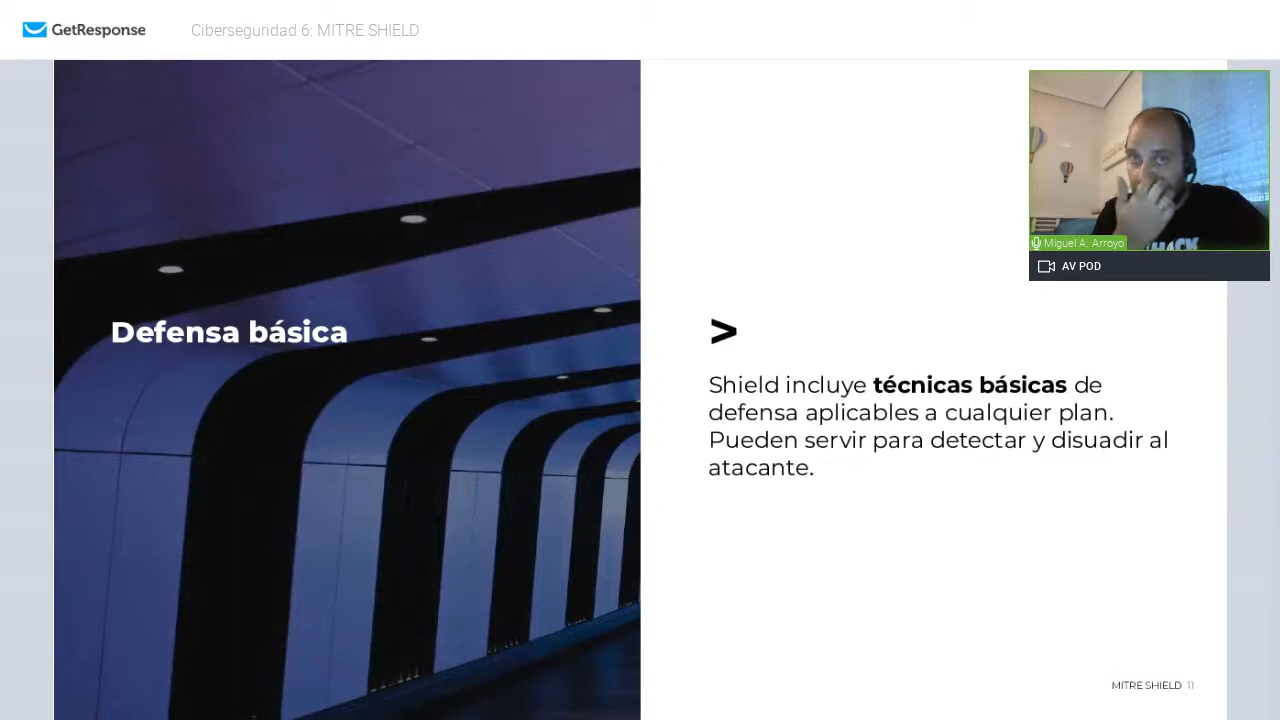 GetResponse
Ciberseguridad 6: MITRE SHIELD
Miguel A. Arroyo
AV POD
Defensa básica
>
Shield incluye técnicas básicas de
defensa aplicables a cualquier plan.
Pueden servir para detectar y disuadir al
atacante.
MITRE SHIELD 11